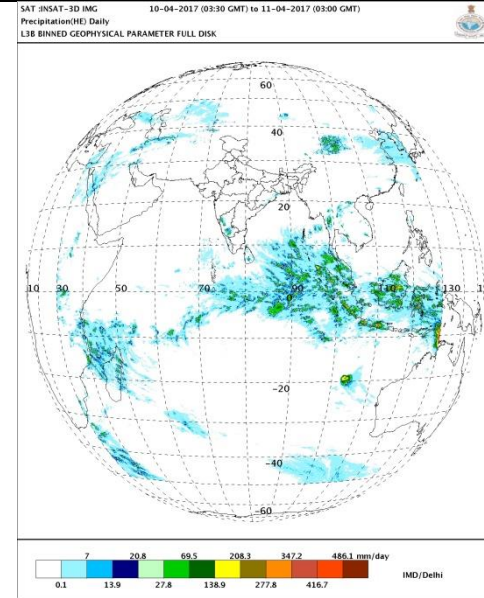 SAT :INSAT-3D IMG 10-04-2017 (03:30 GMT) to 11-04-2017 (03:00 GMT)
Precipitation(HE) Daily
L3B BINNED GEOPHYSICAL PARAMETER FULL DISK
60
40
20
10 30 50 70 90 110 130
0
-20
-40
-60
7 20.8 69.5 208.3 347.2 486.1 mm/day
0.1 13.9 27.8 138.9 277.8 416.7
IMD/Delhi